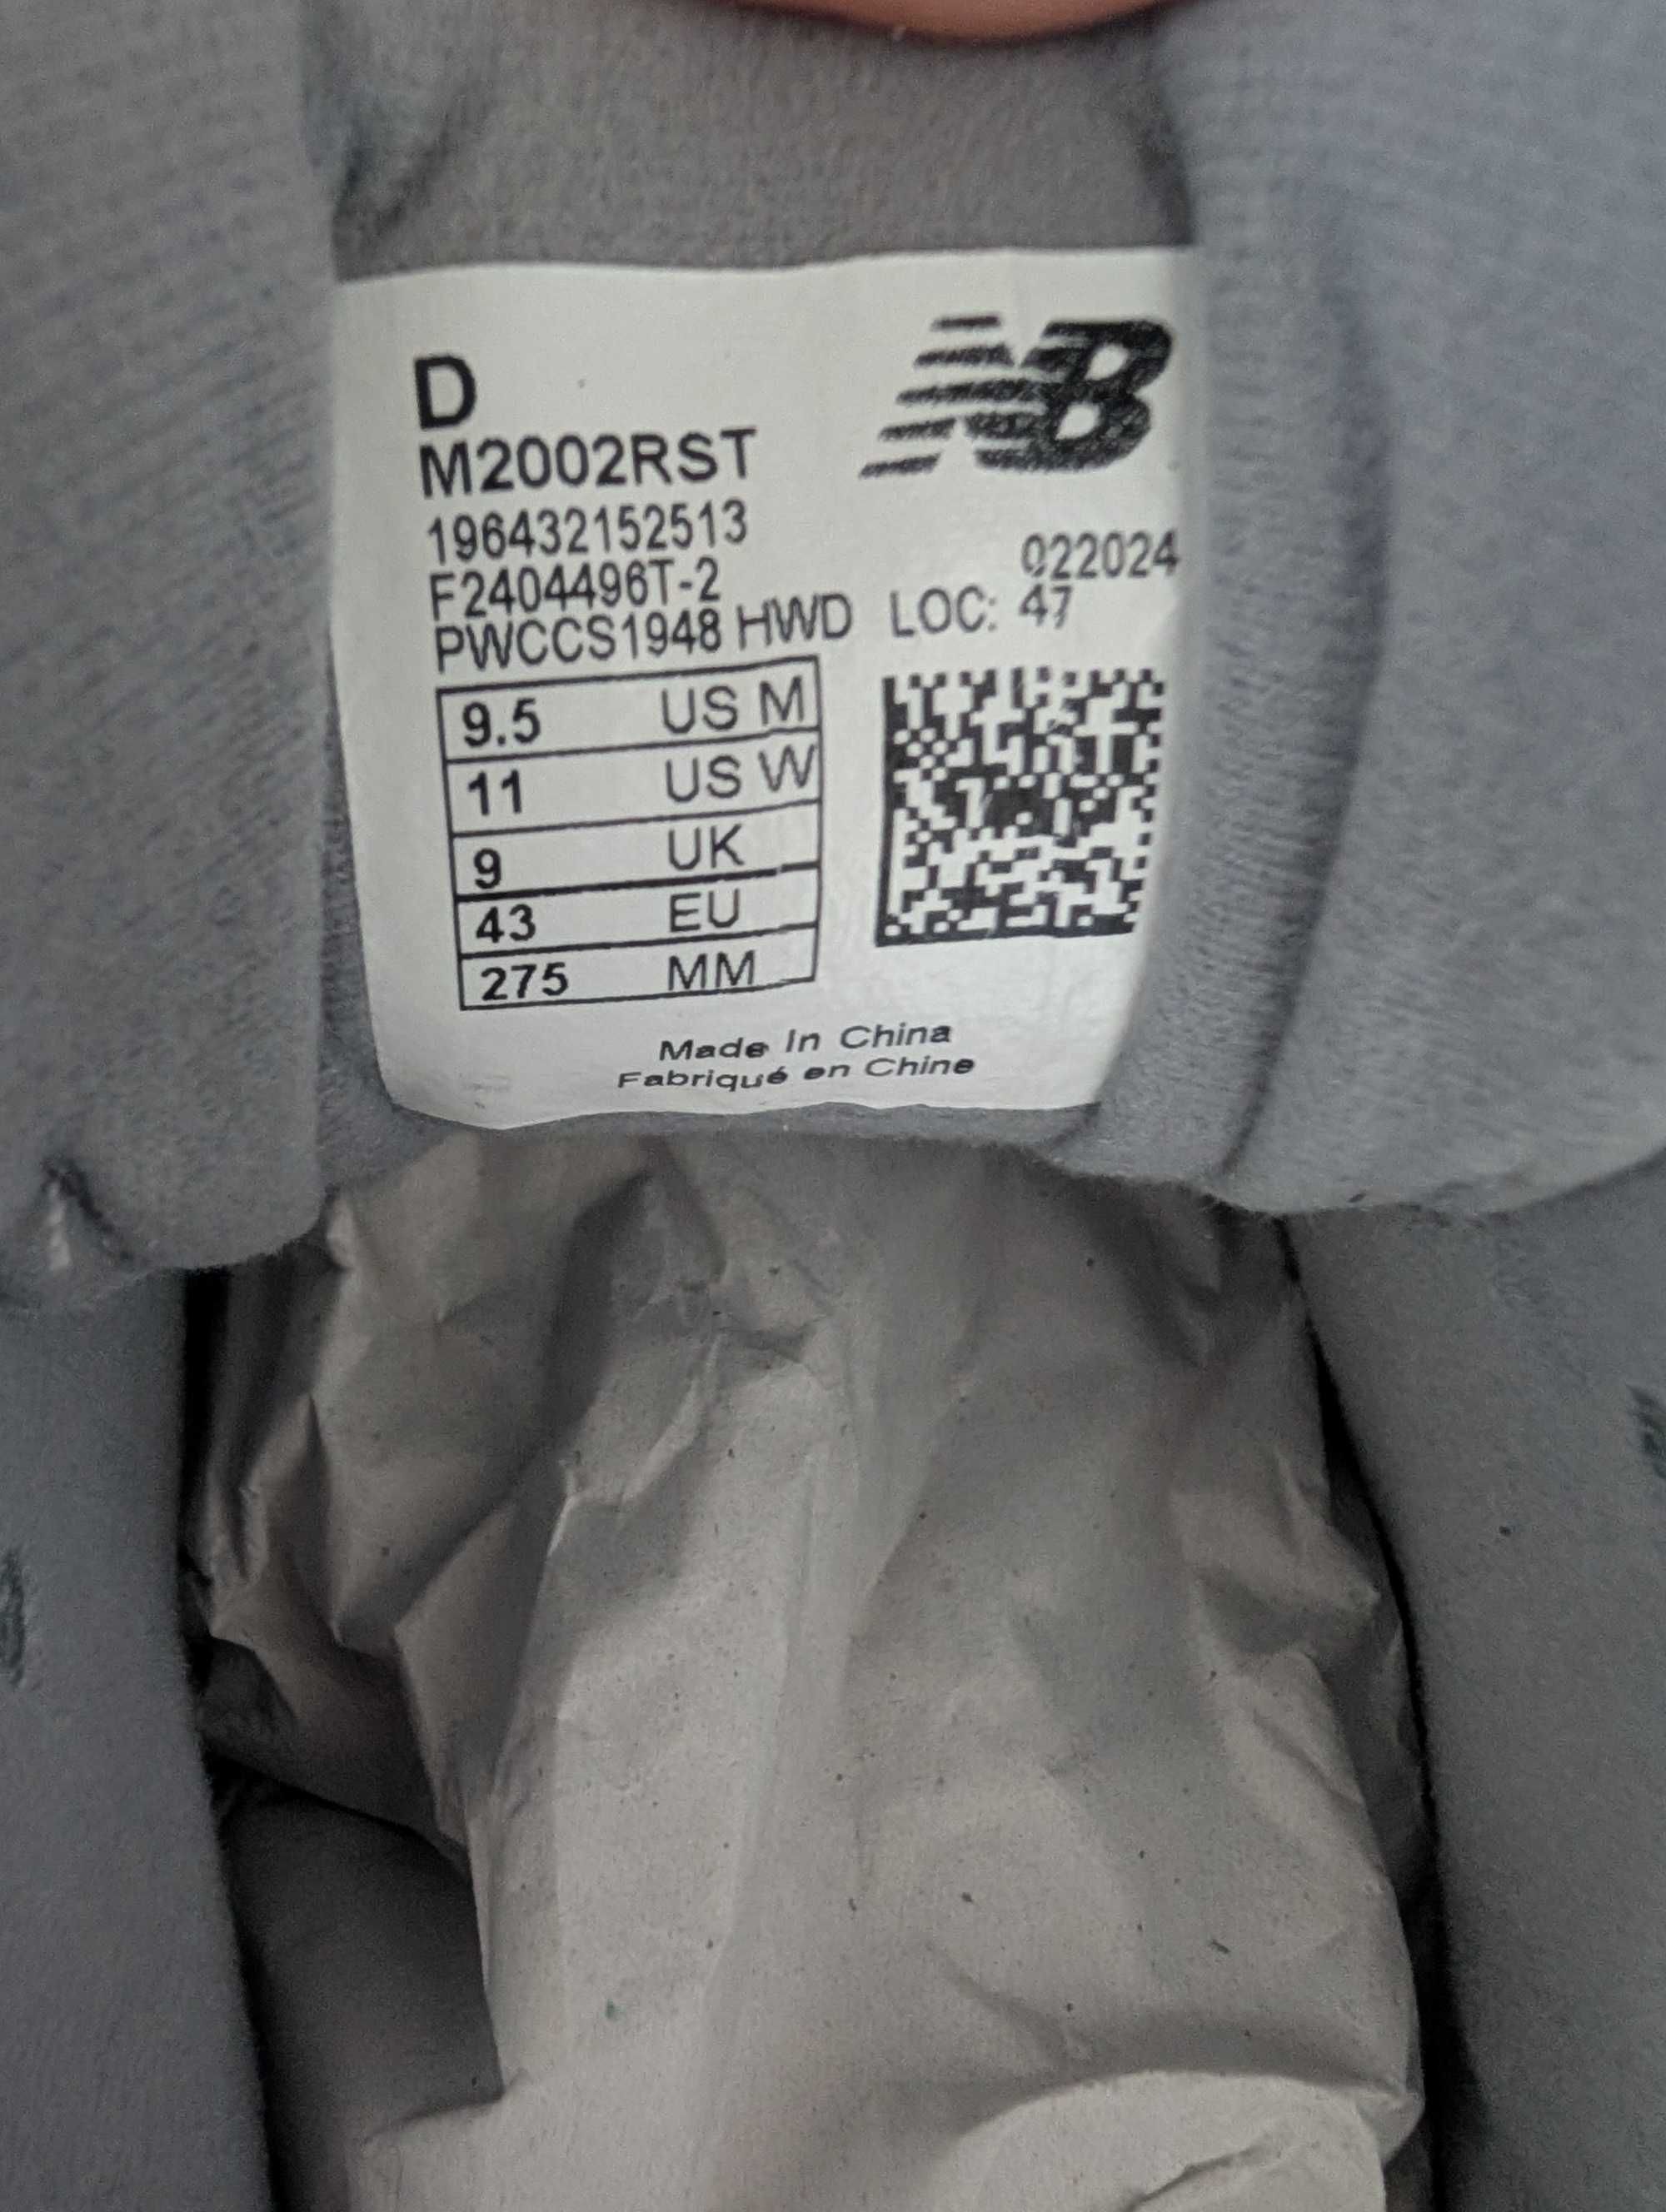 D
NB
M2002RST
196432152513
022024
F2404496T-2
PWCCS1948 HWD LOC: 47
9.5 US M
11 US W
9 UK
43 EU
275 MM
Made In China
Fabriqué en Chine